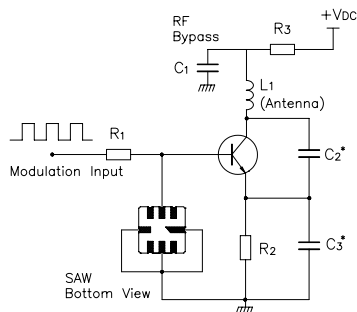 RF
Bypass
+VDC
R3
C1
L1
(Antenna)
R1
Modulation Input
C2*
R2
C3*
SAW
Bottom View